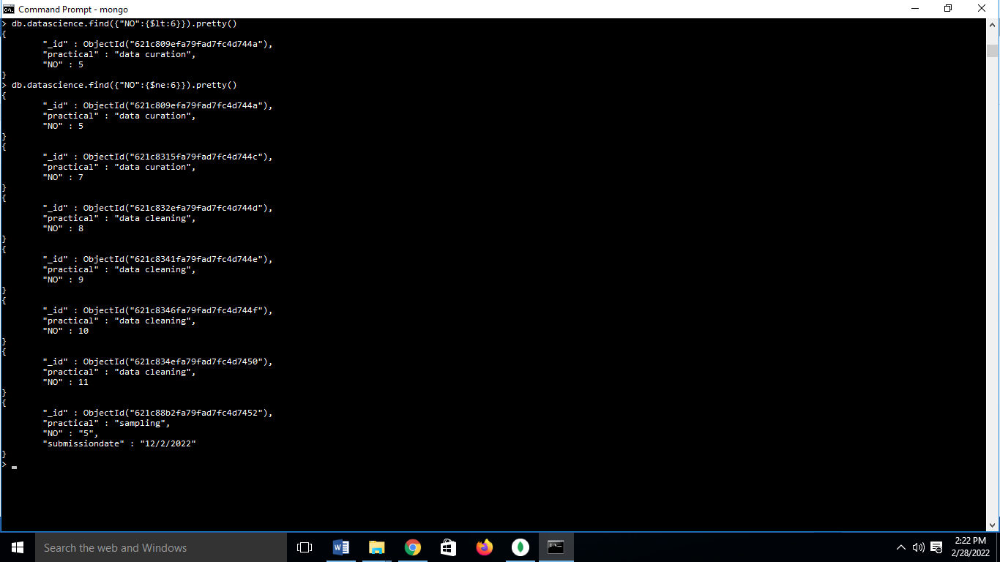 Command Prompt - mongo
> db.datascience.find({"NO":{$lt:6}}).pretty()
{
"_id" : ObjectId("621c809efa79fad7fc4d744a"),
"practical" : "data curation",
"NO" : 5
}
> db.datascience.find({"NO":{$ne:6}}).pretty()
{
"_id" : ObjectId("621c809efa79fad7fc4d744a"),
"practical" : "data curation",
"NO" : 5
}
{
"_id" : ObjectId("621c8315fa79fad7fc4d744c"),
"practical" : "data curation",
"NO" : 7
}
{
"_id" : ObjectId("621c832efa79fad7fc4d744d"),
"practical" : "data cleaning",
"NO" : 8
}
{
"_id" : ObjectId("621c8341fa79fad7fc4d744e"),
"practical" : "data cleaning",
"NO" : 9
}
{
"_id" : ObjectId("621c8346fa79fad7fc4d744f"),
"practical" : "data cleaning",
"NO" : 10
}
{
"_id" : ObjectId("621c834efa79fad7fc4d7450"),
"practical" : "data cleaning",
"NO" : 11
}
{
"_id" : ObjectId("621c88b2fa79fad7fc4d7452"),
"practical" : "sampling",
"NO" : "5",
"submissiondate" : "12/2/2022"
}
>
Search the web and Windows
2:22 PM
2/28/2022